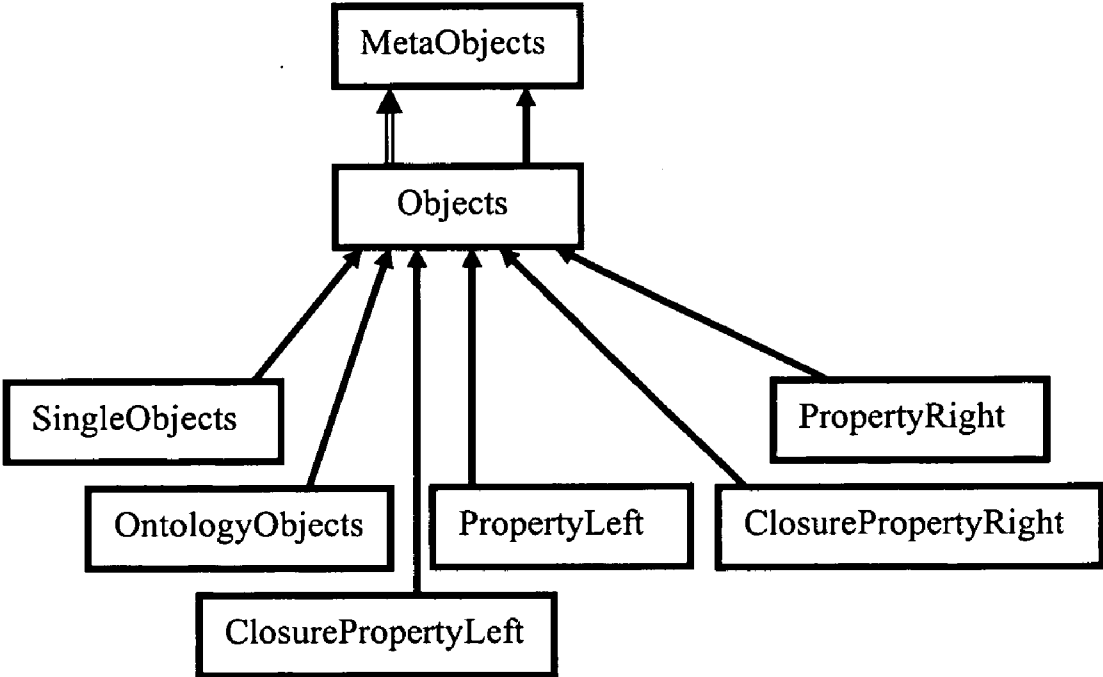 MetaObjects
Objects
SingleObjects
PropertyRight
OntologyObjects
PropertyLeft
ClosurePropertyRight
ClosurePropertyLeft